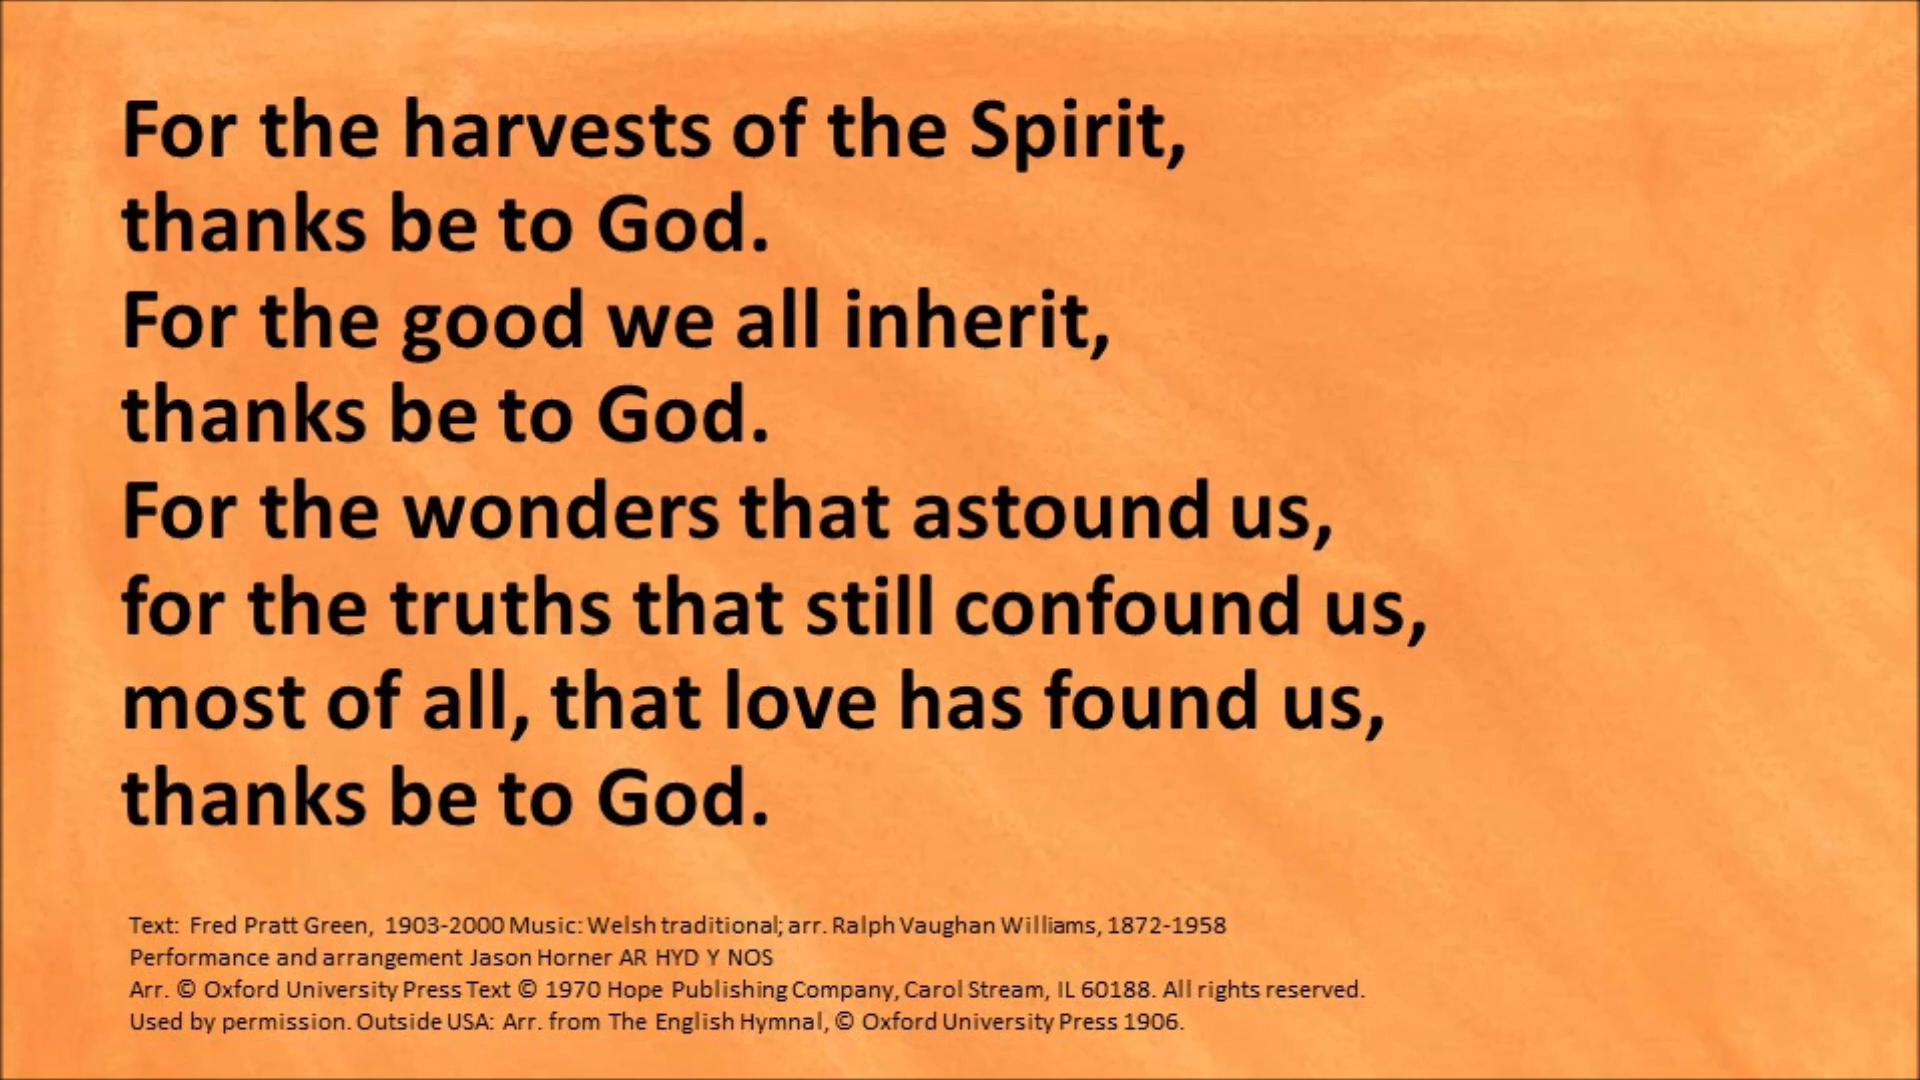 For the harvests of the Spirit,
thanks be to God.
For the good we all inherit,
thanks be to God.
For the wonders that astound us,
for the truths that still confound us,
most of all, that love has found us,
thanks be to God.
Text: Fred Pratt Green, 1903-2000 Music: Welsh traditional; arr. Ralph Vaughan Williams, 1872-1958
Performance and arrangement Jason Horner AR HYD Y NOS
Arr. © Oxford University Press Text © 1970 Hope Publishing Company, Carol Stream, IL 60188. All rights reserved.
Used by permission. Outside USA: Arr. from The English Hymnal, © Oxford University Press 1906.